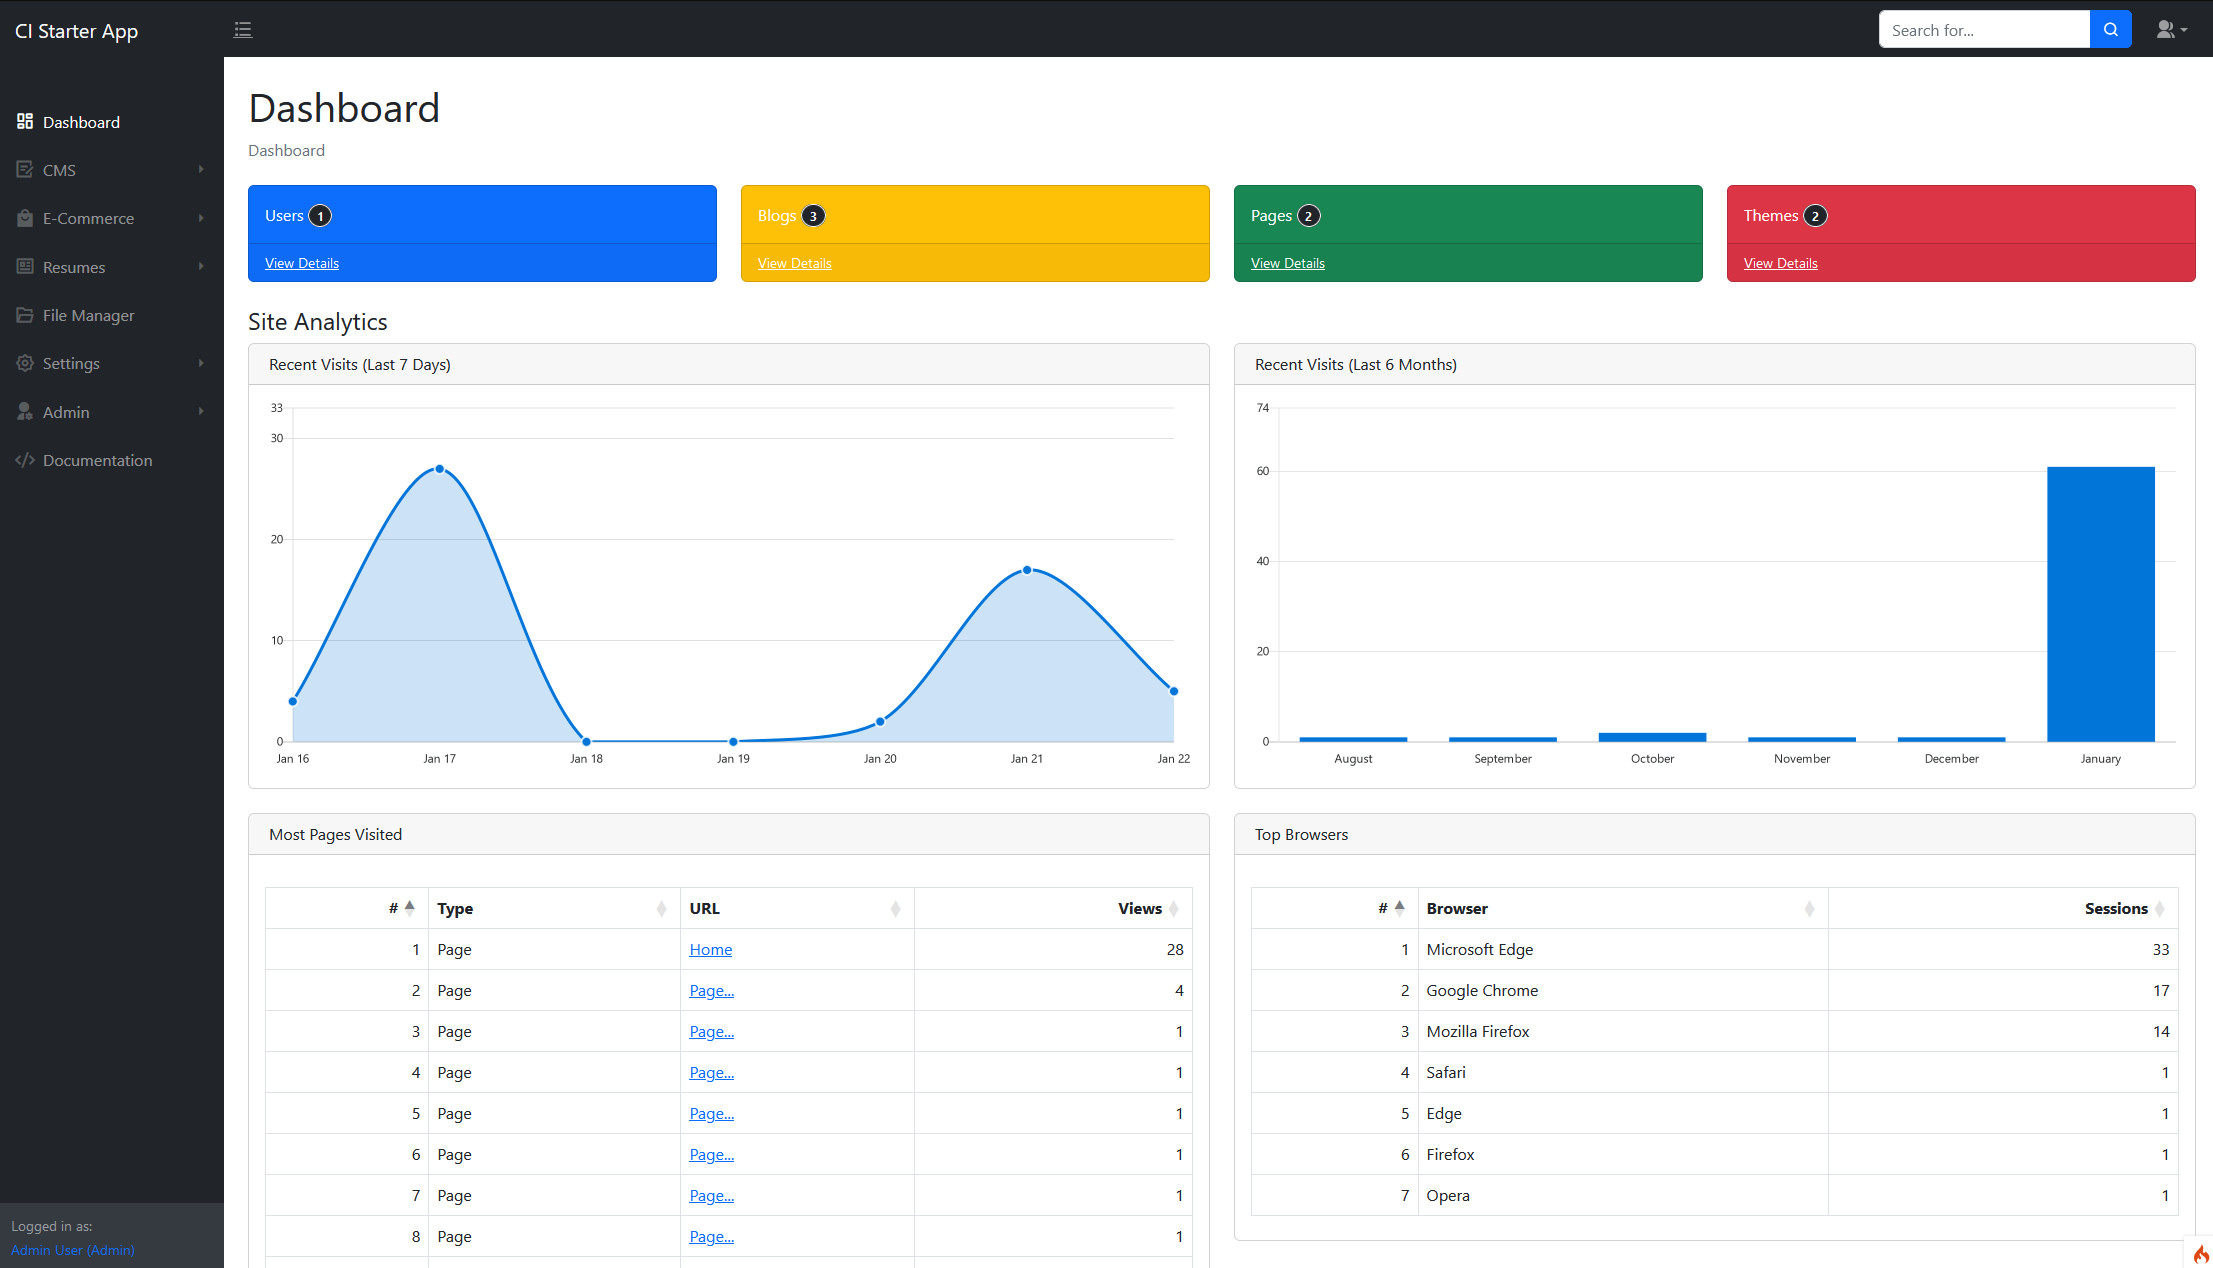 CI Starter App
Search for...
Dashboard
CMS
E-Commerce
Resumes
File Manager
Settings
Admin
Documentation
Logged in as:
Admin User (Admin)
Dashboard
Dashboard
Users 1
View Details
Blogs 3
View Details
Pages 2
View Details
Themes 2
View Details
Site Analytics
Recent Visits (Last 7 Days)
33
30
20
10
0
Jan 16 Jan 17 Jan 18 Jan 19 Jan 20 Jan 21 Jan 22
Recent Visits (Last 6 Months)
74
60
40
20
0
August September October November December January
Most Pages Visited
# Type URL Views
1 Page Home 28
2 Page Page... 4
3 Page Page... 1
4 Page Page... 1
5 Page Page... 1
6 Page Page... 1
7 Page Page... 1
8 Page Page... 1
Top Browsers
# Browser Sessions
1 Microsoft Edge 33
2 Google Chrome 17
3 Mozilla Firefox 14
4 Safari 1
5 Edge 1
6 Firefox 1
7 Opera 1